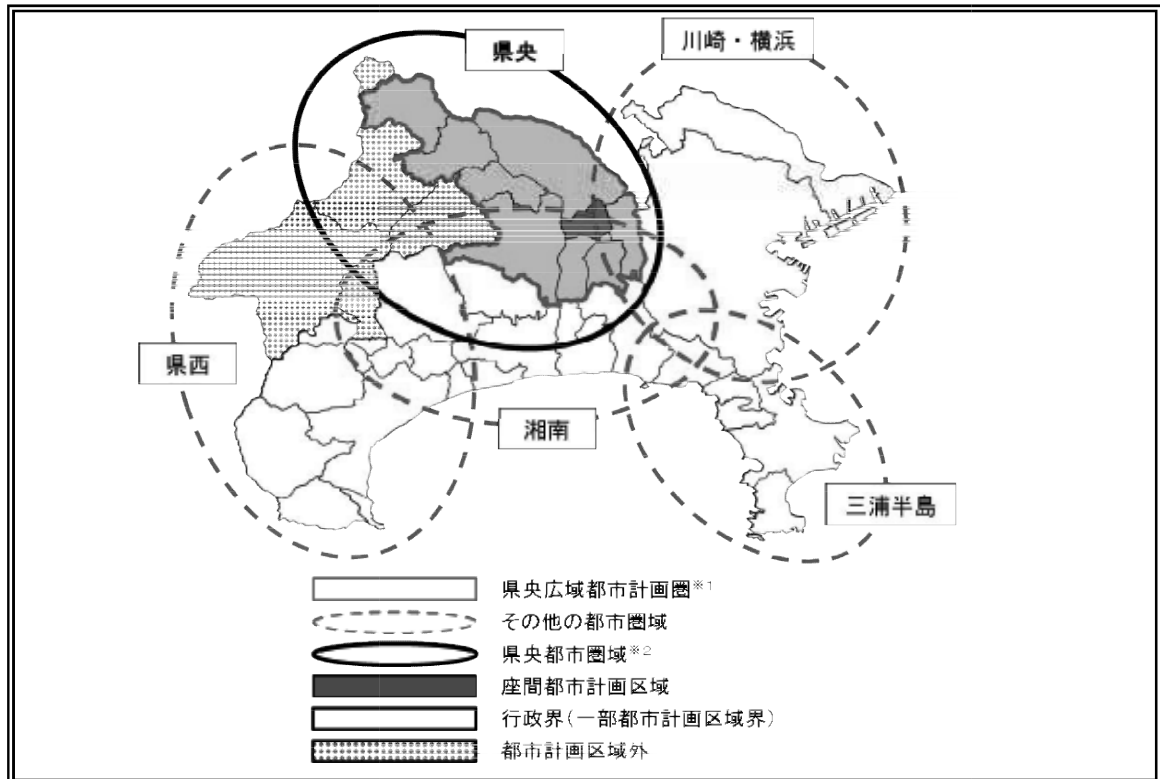 県央
川崎・横浜
県西
湘南
三浦半島
県央広域都市計画圏※1
その他の都市圏域
県央都市圏域※2
座間都市計画区域
行政界(一部都市計画区域界)
都市計画区域外